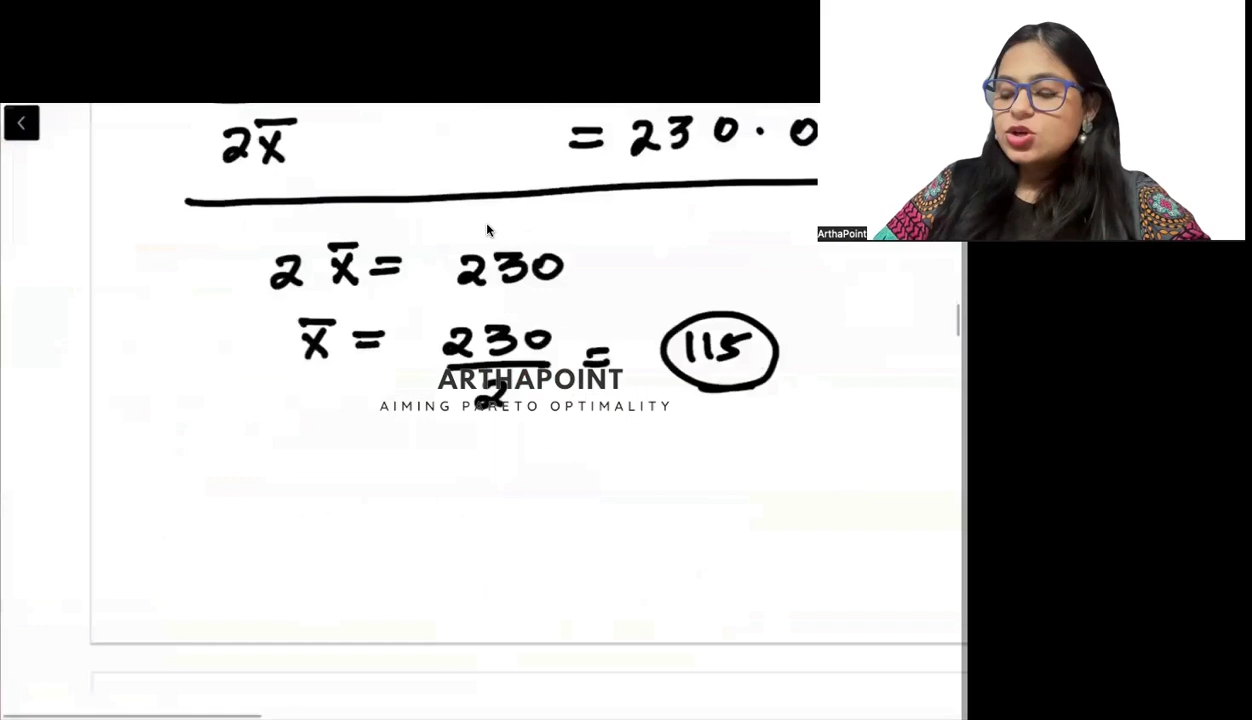 2x̄ = 230.0
ArthaPoint
2 x̄ = 230
x̄ = 230/2 = 115
ARTHAPOINT
AIMING PARETO OPTIMALITY